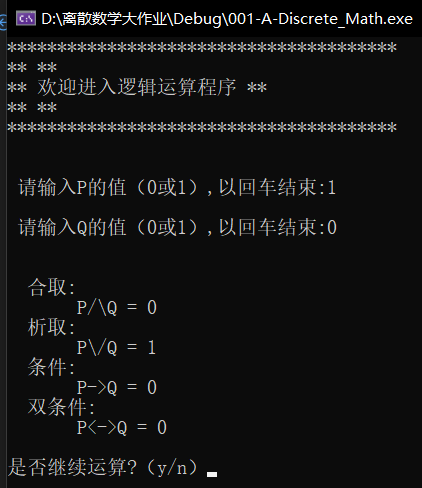 D:\离散数学大作业\Debug\001-A-Discrete_Math.exe
***************************************
** **
** 欢迎进入逻辑运算程序 **
** **
***************************************
请输入P的值（0或1）,以回车结束:1
请输入Q的值（0或1）,以回车结束:0
合取:
P/\Q = 0
析取:
P\/Q = 1
条件:
P->Q = 0
双条件:
P<->Q = 0
是否继续运算?（y/n）